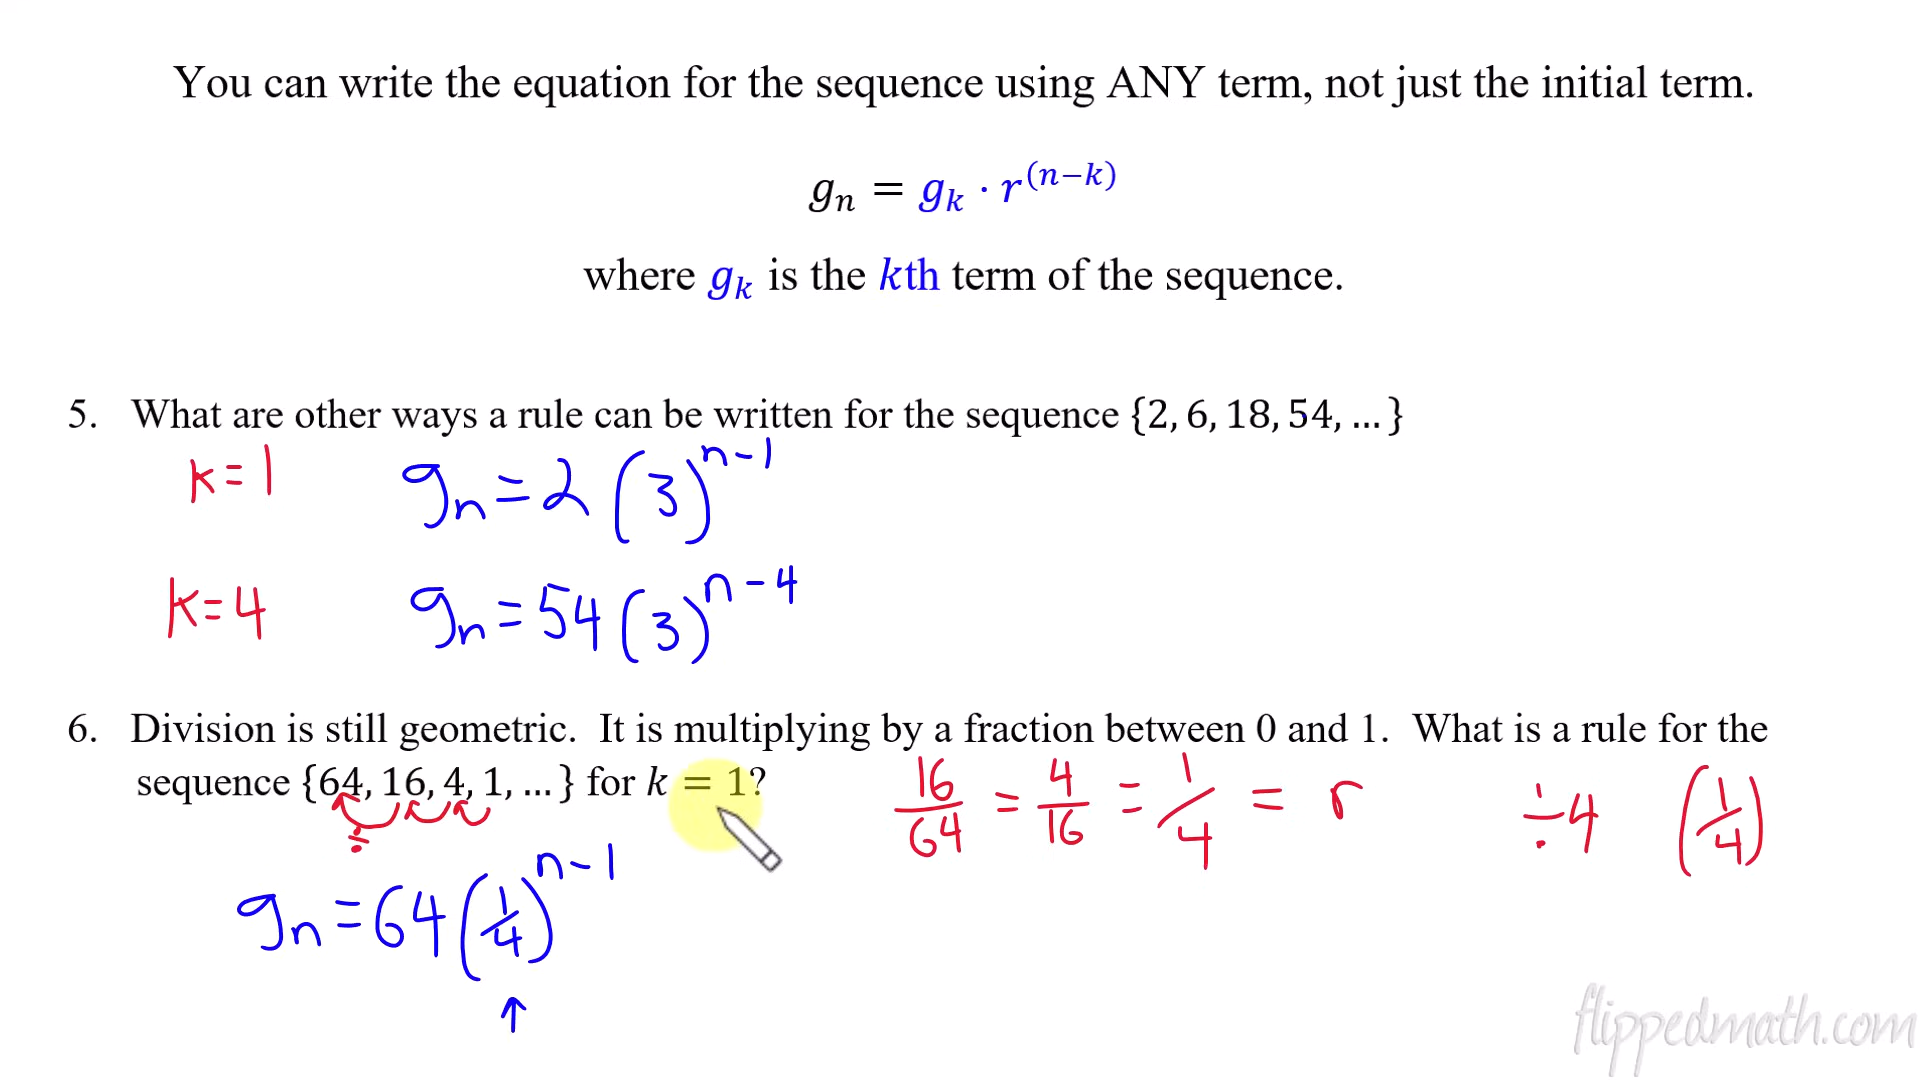 You can write the equation for the sequence using ANY term, not just the initial term.
gₙ = gₖ · r⁽ⁿ⁻ᵏ⁾
where gₖ is the kth term of the sequence.
5. What are other ways a rule can be written for the sequence {2, 6, 18, 54, …}
k=1 gₙ=2(3)ⁿ⁻¹
k=4 gₙ=54(3)ⁿ⁻⁴
6. Division is still geometric. It is multiplying by a fraction between 0 and 1. What is a rule for the
sequence {64, 16, 4, 1, …} for k = 1?
16/64 = 4/16 = 1/4 = r ÷4 (1/4)
÷
gₙ=64(1/4)ⁿ⁻¹
↑
flippedmath.com